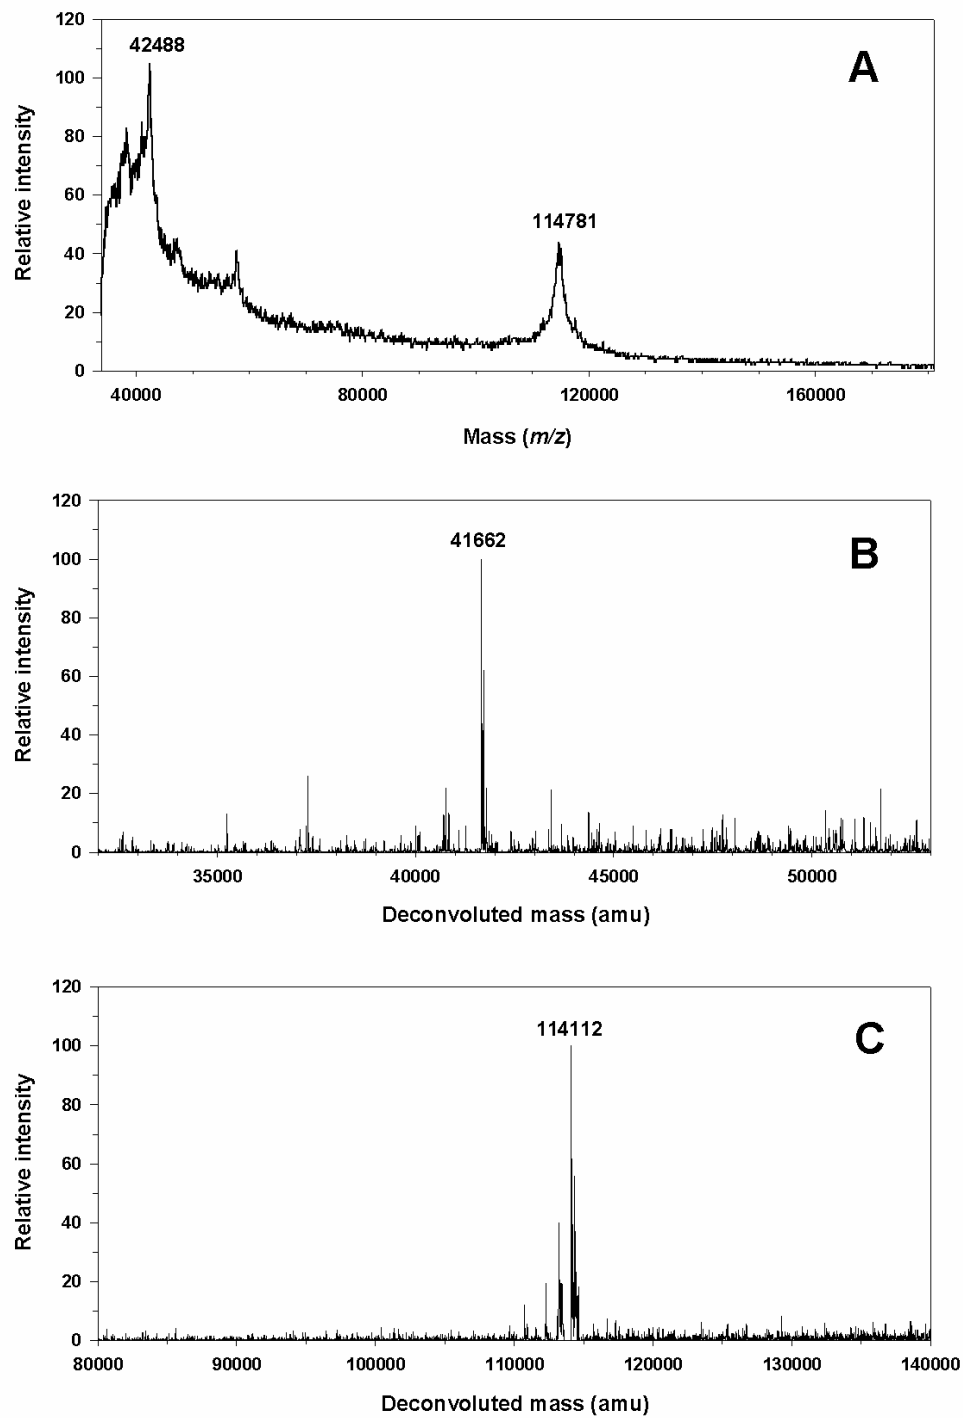 120
42488
A
100
80
60
114781
40
20
0
Relative intensity
40000 80000 120000 160000
Mass (m/z)
120
41662
B
100
80
60
40
20
0
Relative intensity
35000 40000 45000 50000
Deconvoluted mass (amu)
120
114112
C
100
80
60
40
20
0
Relative intensity
80000 90000 100000 110000 120000 130000 140000
Deconvoluted mass (amu)